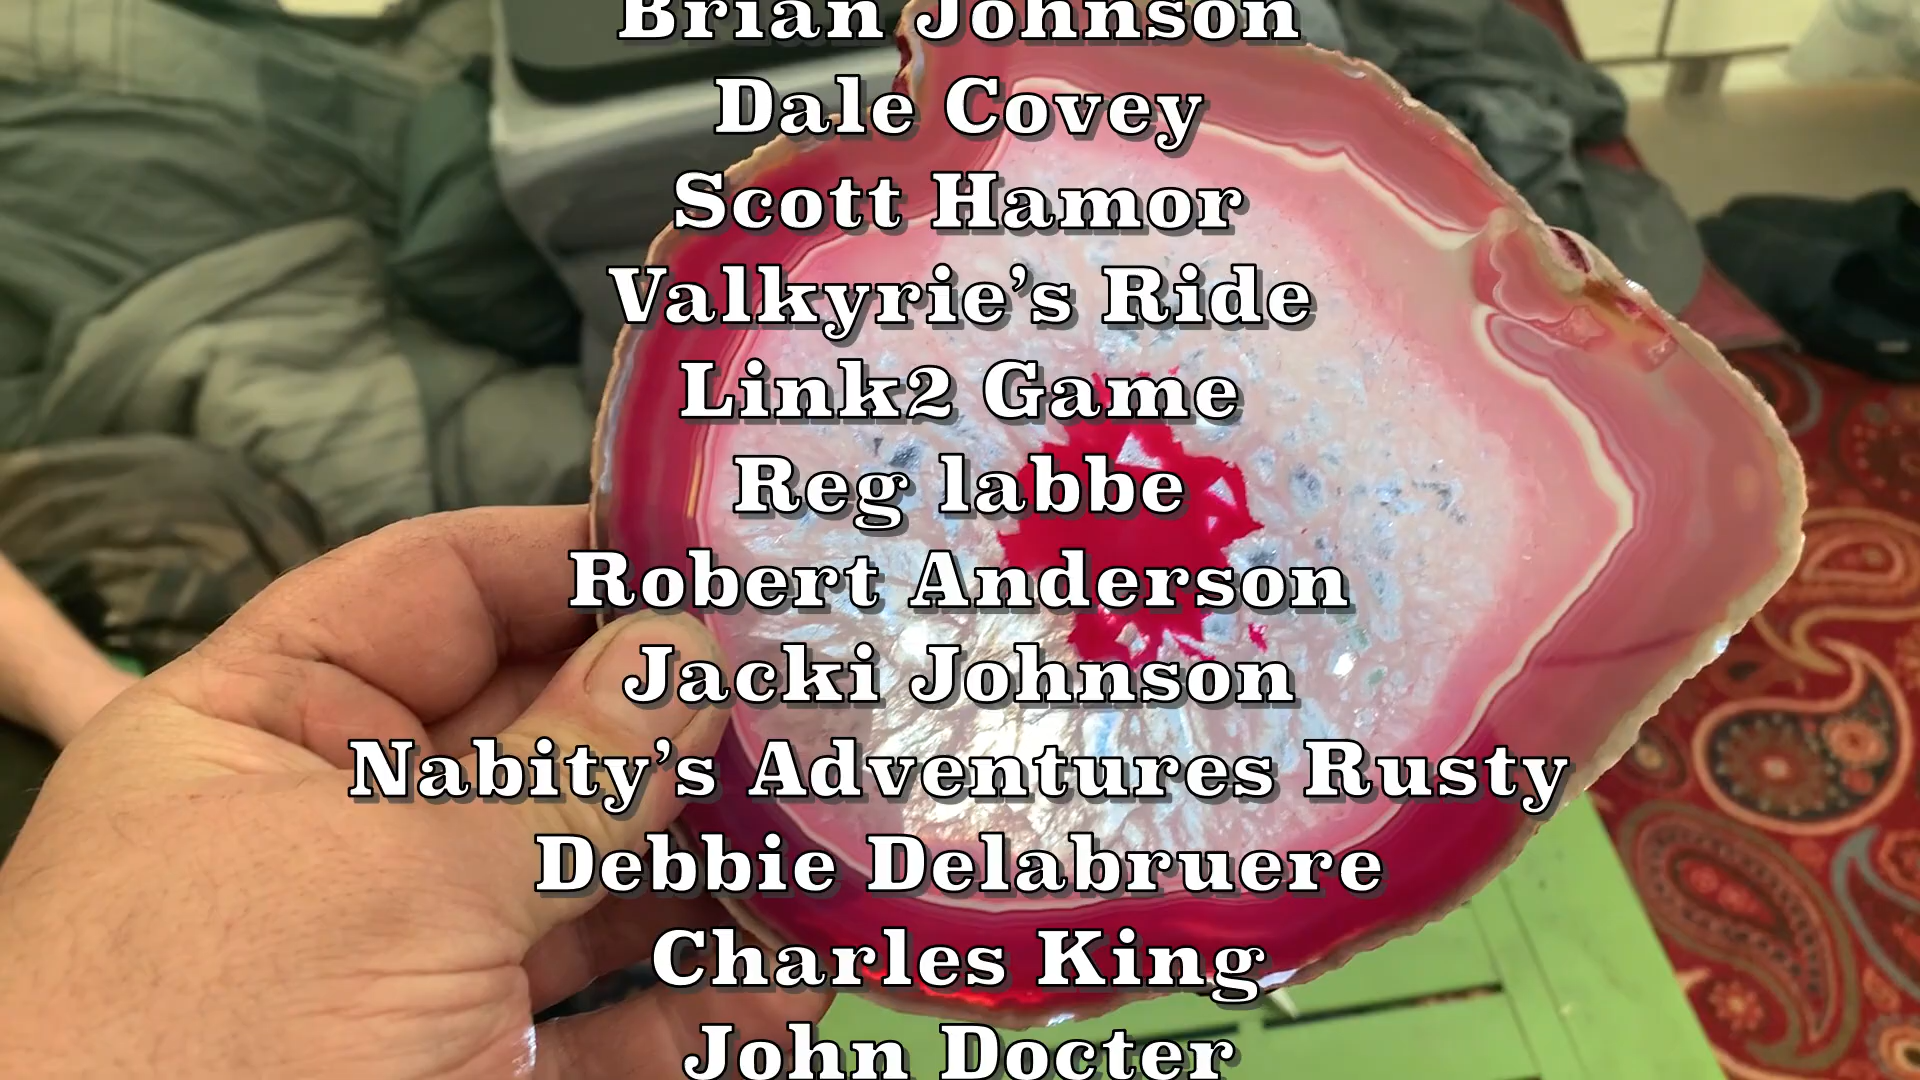 Brian Johnson
Dale Covey
Scott Hamor
Valkyrie’s Ride
Link2 Game
Reg labbe
Robert Anderson
Jacki Johnson
Nabity’s Adventures Rusty
Debbie Delabruere
Charles King
John Docter